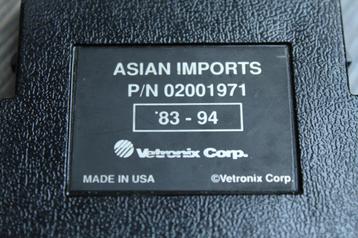 ASIAN IMPORTS
P/N 02001971
'83 - 94
Vetronix Corp.
MADE IN USA ©Vetronix Corp.